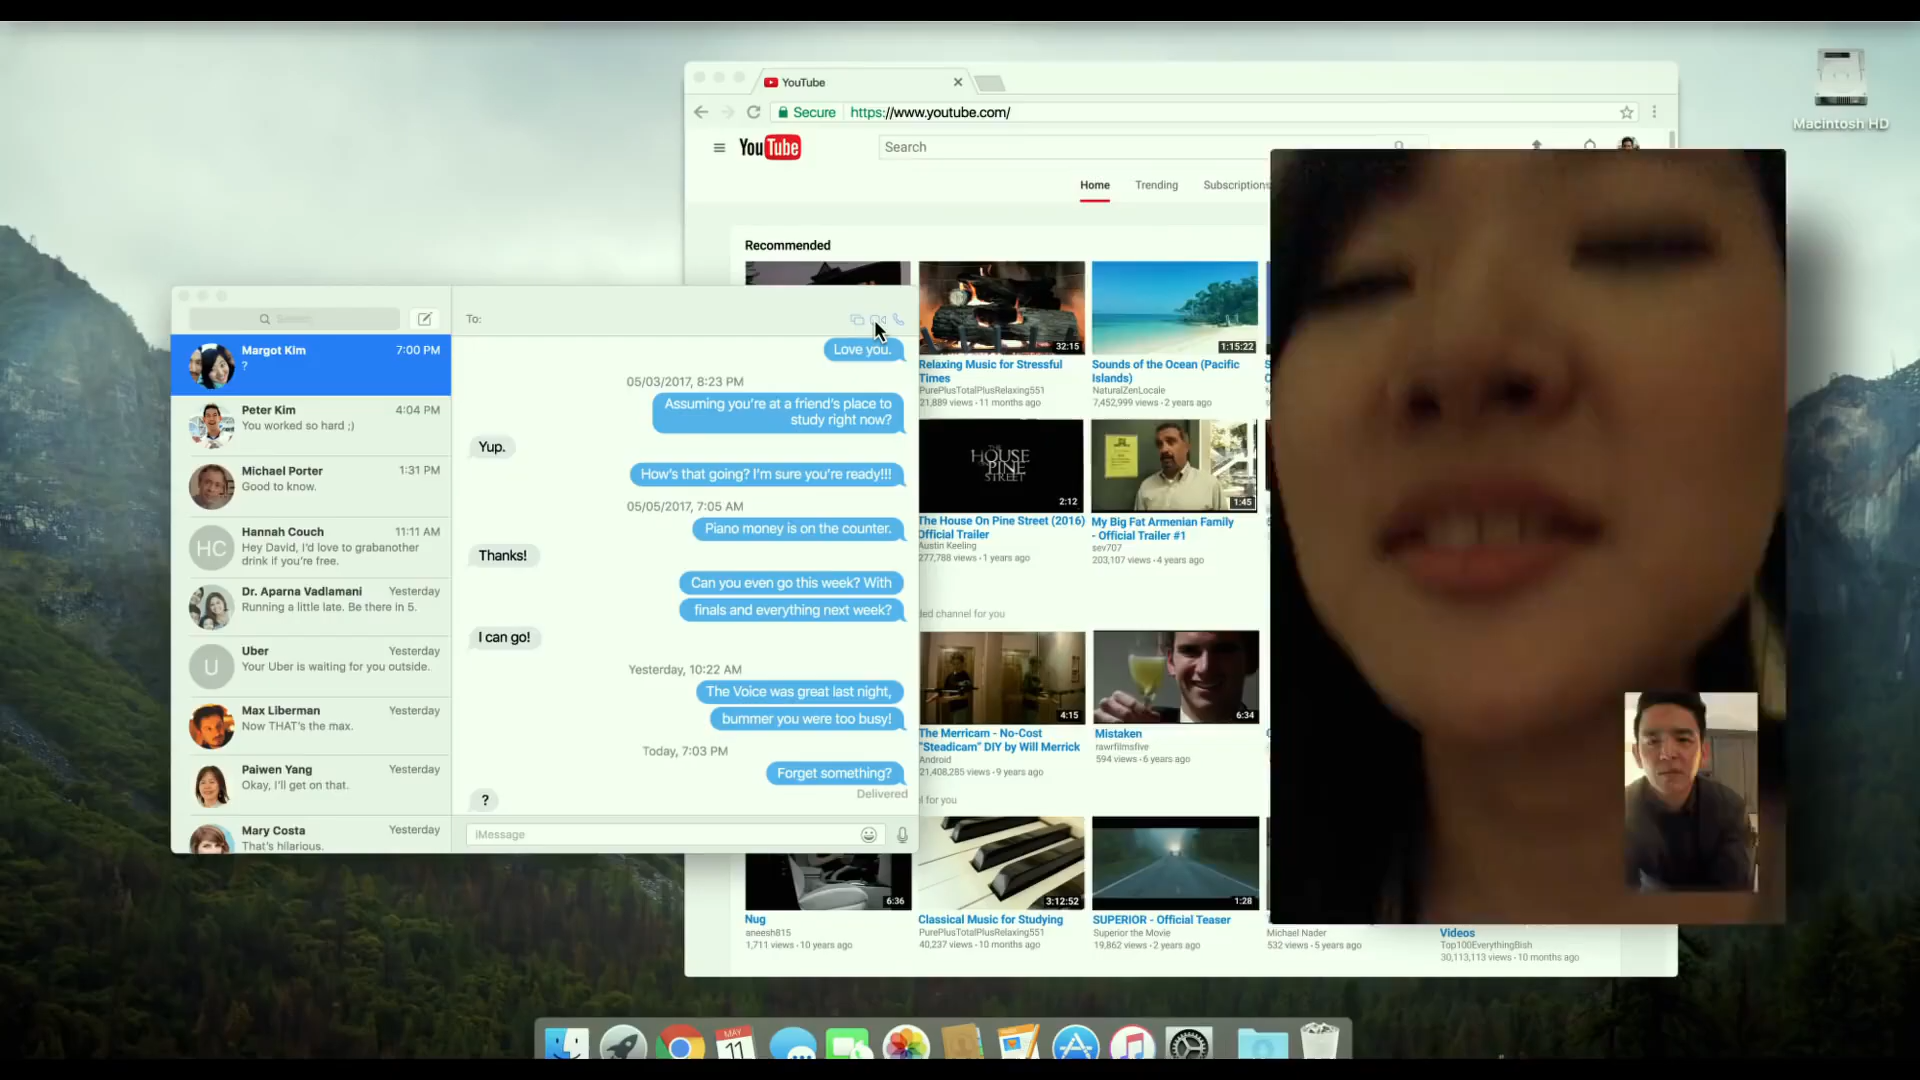 YouTube
Macintosh HD
Secure
https://www.youtube.com/
YouTube
Search
Home
Trending
Subscriptions
Recommended
32:15
Relaxing Music for Stressful
Times
PurePlusTotalPlusRelaxing551
21,889 views · 11 months ago
1:15:22
Sounds of the Ocean (Pacific
Islands)
NaturalZenLocale
7,452,999 views · 2 years ago
THE
HOUSE
PINE
STREET
2:12
The House On Pine Street (2016)
Official Trailer
Austin Keeling
277,788 views · 1 years ago
1:45
My Big Fat Armenian Family
- Official Trailer #1
sev707
203,107 views · 4 years ago
channel for you
4:15
The Merricam - No-Cost
"Steadicam" DIY by Will Merrick
Android
21,408,285 views · 9 years ago
6:34
Mistaken
rawrfilmsfive
594 views · 6 years ago
for you
6:36
Nug
aneesh815
1,711 views · 10 years ago
3:12:52
Classical Music for Studying
PurePlusTotalPlusRelaxing551
40,237 views · 10 months ago
1:28
SUPERIOR - Official Teaser
Superior the Movie
19,862 views · 2 years ago
Michael Nader
532 views · 5 years ago
Videos
Top100EverythingBish
30,113,113 views · 10 months ago
Margot Kim
7:00 PM
?
Peter Kim
4:04 PM
You worked so hard ;)
Michael Porter
1:31 PM
Good to know.
HC
Hannah Couch
11:11 AM
Hey David, I'd love to grabanother
drink if you're free.
Dr. Aparna Vadlamani
Yesterday
Running a little late. Be there in 5.
U
Uber
Yesterday
Your Uber is waiting for you outside.
Max Liberman
Yesterday
Now THAT's the max.
Paiwen Yang
Yesterday
Okay, I'll get on that.
Mary Costa
Yesterday
That's hilarious.
To:
Love you.
05/03/2017, 8:23 PM
Assuming you're at a friend's place to
study right now?
Yup.
How's that going? I'm sure you're ready!!!
05/05/2017, 7:05 AM
Piano money is on the counter.
Thanks!
Can you even go this week? With
finals and everything next week?
I can go!
Yesterday, 10:22 AM
The Voice was great last night,
bummer you were too busy!
Today, 7:03 PM
Forget something?
Delivered
?
iMessage
MAY
11